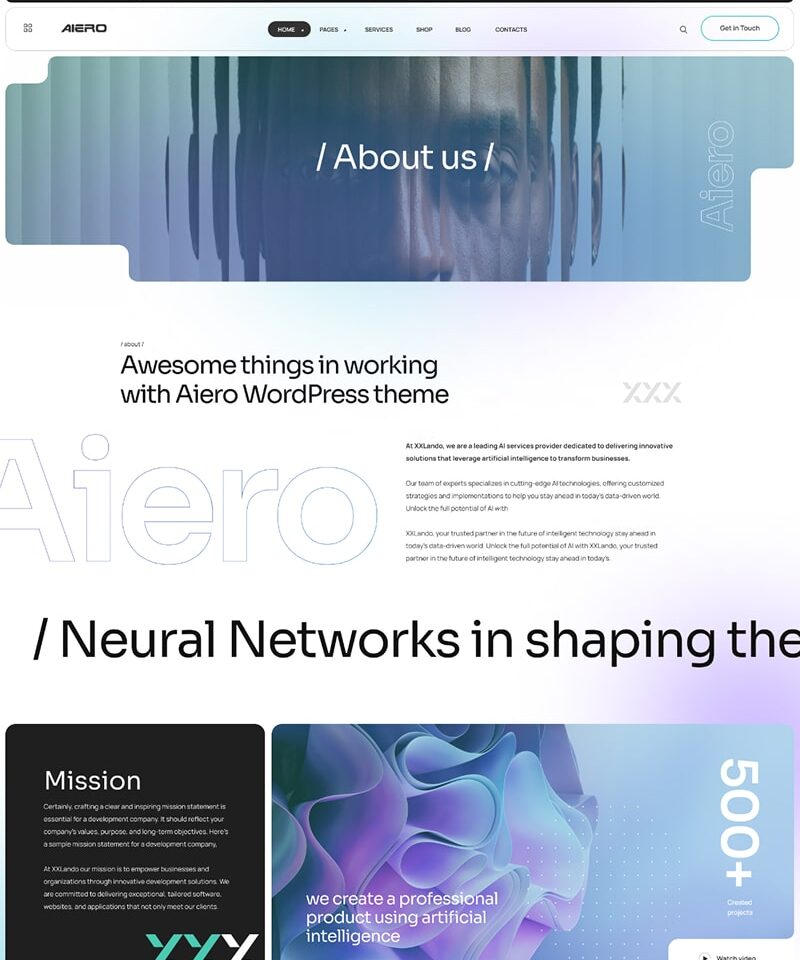 AIERO
HOME
PAGES
SERVICES
SHOP
BLOG
CONTACTS
Get in Touch
/ About us /
Aiero
/ about /
Awesome things in working
with Aiero WordPress theme
XXX
Aiero
At XXLando, we are a leading AI services provider dedicated to delivering innovative
solutions that leverage artificial intelligence to transform businesses.
Our team of experts specializes in cutting-edge AI technologies, offering customized
strategies and implementations to help you stay ahead in today's data-driven world.
Unlock the full potential of AI with
XXLando, your trusted partner in the future of intelligent technology stay ahead in
today's data-driven world. Unlock the full potential of AI with XXLando, your trusted
partner in the future of intelligent technology stay ahead in today's.
/ Neural Networks in shaping the
Mission
Certainly, crafting a clear and inspiring mission statement is
essential for a development company. It should reflect your
company's values, purpose, and long-term objectives. Here's
a sample mission statement for a development company,
At XXLando our mission is to empower businesses and
organizations through innovative development solutions. We
are committed to delivering exceptional, tailored software,
websites, and applications that not only meet our clients.
we create a professional
product using artificial
intelligence
500+
Created
projects
Watch video